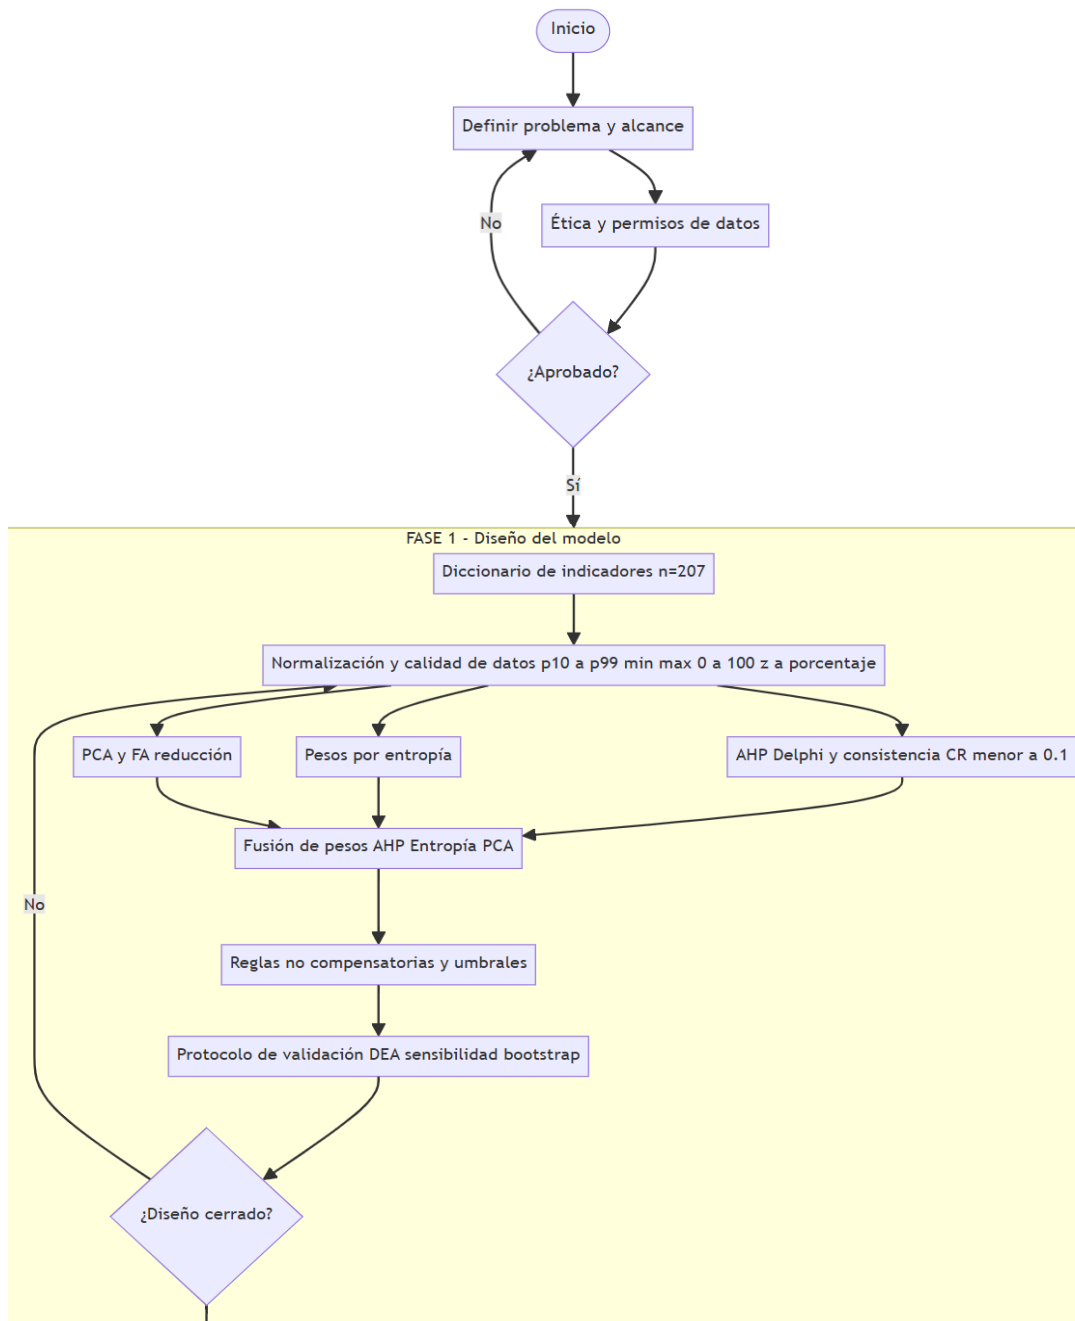 Inicio
Definir problema y alcance
No
Ética y permisos de datos
¿Aprobado?
Sí
FASE 1 - Diseño del modelo
Diccionario de indicadores n=207
Normalización y calidad de datos p10 a p99 min max 0 a 100 z a porcentaje
PCA y FA reducción
Pesos por entropía
AHP Delphi y consistencia CR menor a 0.1
Fusión de pesos AHP Entropía PCA
No
Reglas no compensatorias y umbrales
Protocolo de validación DEA sensibilidad bootstrap
¿Diseño cerrado?